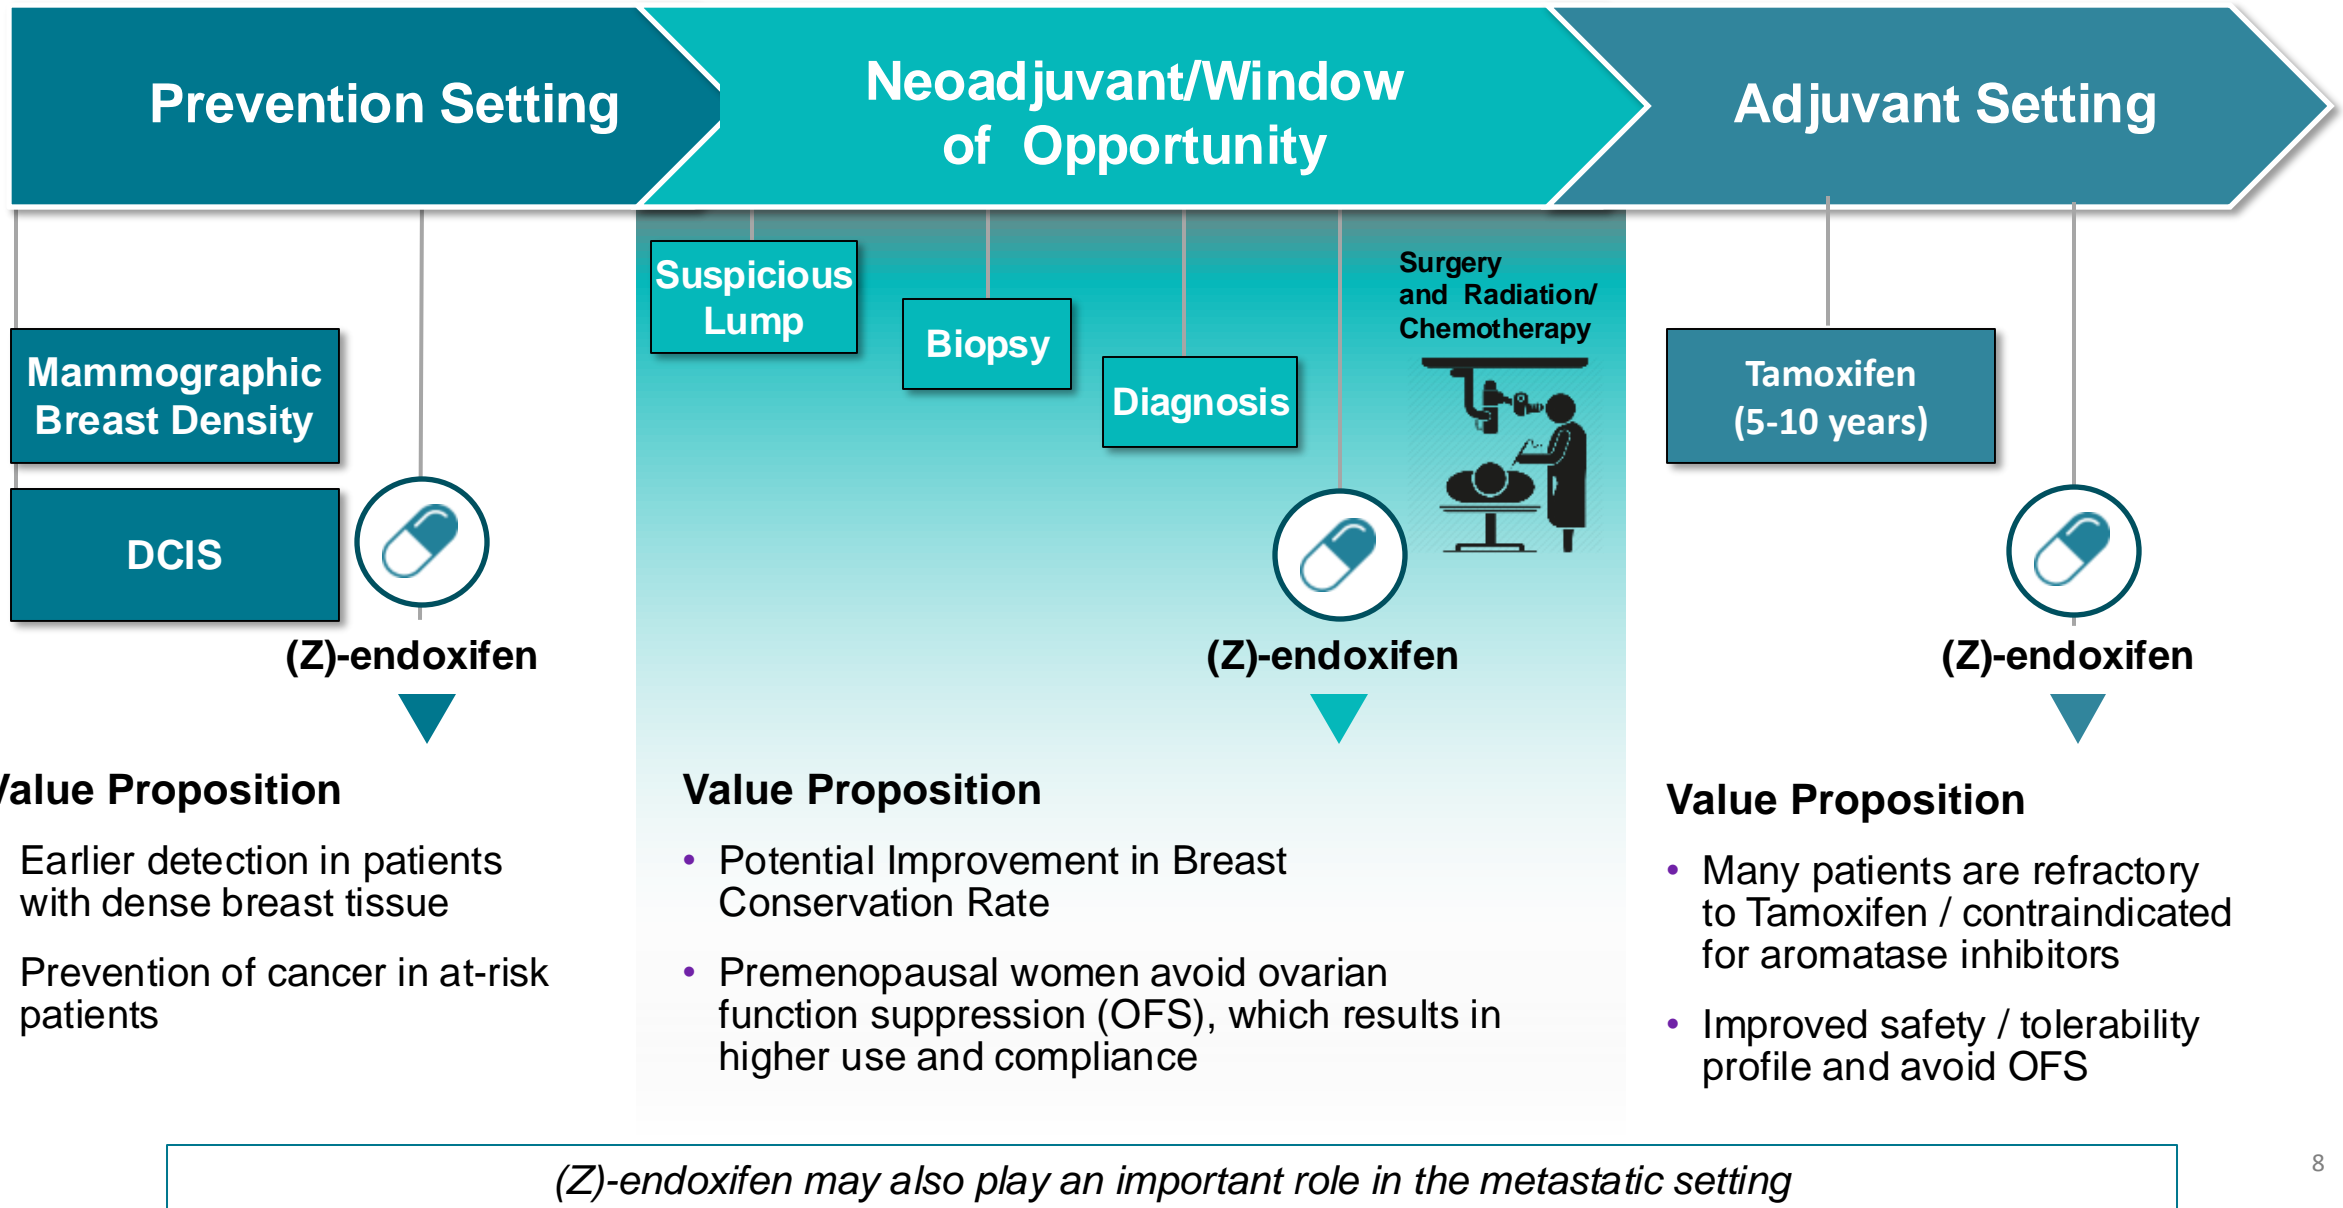 Prevention Setting
Neoadjuvant/Window
of Opportunity
Adjuvant Setting
Mammographic
Breast Density
DCIS
(Z)-endoxifen
Value Proposition
Earlier detection in patients
with dense breast tissue
Prevention of cancer in at-risk
patients
Suspicious
Lump
Biopsy
Diagnosis
Surgery
and Radiation/
Chemotherapy
(Z)-endoxifen
Value Proposition
• Potential Improvement in Breast
Conservation Rate
• Premenopausal women avoid ovarian
function suppression (OFS), which results in
higher use and compliance
Tamoxifen
(5-10 years)
(Z)-endoxifen
Value Proposition
• Many patients are refractory
to Tamoxifen / contraindicated
for aromatase inhibitors
• Improved safety / tolerability
profile and avoid OFS
(Z)-endoxifen may also play an important role in the metastatic setting
8